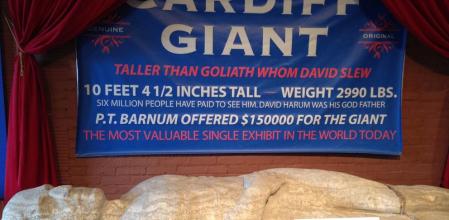 CARDIFF
GENUINE
GIANT
ORIGINAL
TALLER THAN GOLIATH WHOM DAVID SLEW
10 FEET 4 1/2 INCHES TALL — WEIGHT 2990 LBS.
SIX MILLION PEOPLE HAVE PAID TO SEE HIM. DAVID HARUM WAS HIS GOD FATHER
P.T. BARNUM OFFERED $150000 FOR THE GIANT
THE MOST VALUABLE SINGLE EXHIBIT IN THE WORLD TODAY